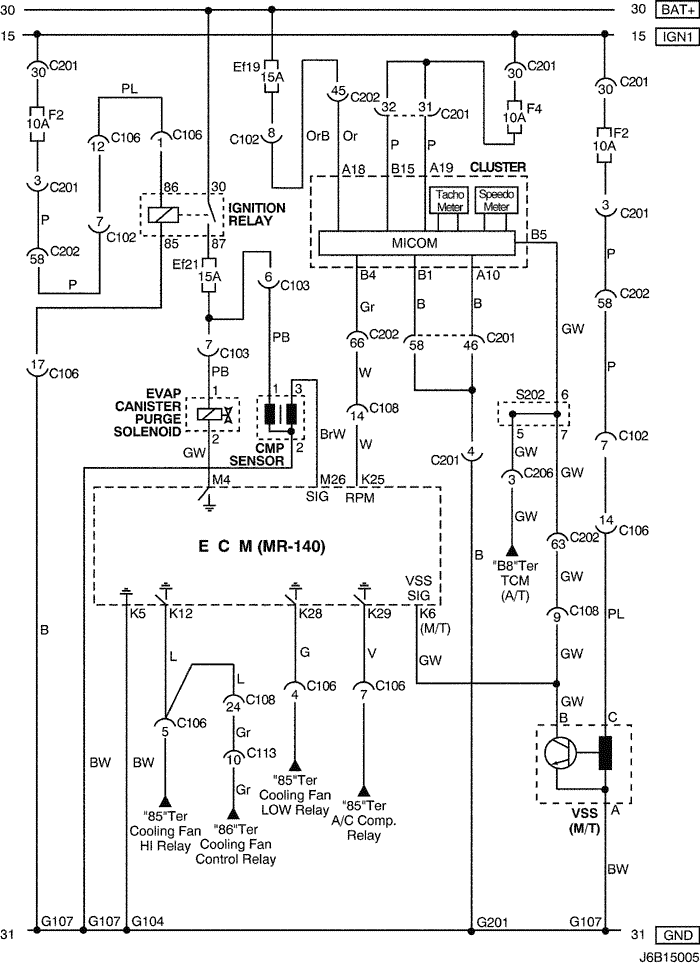 30 30 BAT+
15 15 IGN1
30 C201
F2
10A
3 C201
P
58 C202
P
PL
12 C106
7 C102
1 C106
86 30
IGNITION
RELAY
85 87
Ef21
15A
Ef19
15A
C102 8
OrB
45 C202
Or
32 31 C201
P P
30 C201
F4
10A
A18 B15 A19 CLUSTER
Tacho
Meter
Speedo
Meter
MICOM
B5
B4 B1 A10
Gr B B
GW
30 C201
F2
10A
3 C201
P
58 C202
P
17 C106
6 C103
7 C103
PB
PB
66 C202
W
58 46 C201
14 C108
W
EVAP
CANISTER
PURGE
SOLENOID
1
2
GW
1 3
2
CMP
SENSOR
BrW
S202 6
5 7
GW GW
3 C206
GW
"B8"Ter
TCM
(A/T)
C201 4
B
7 C102
14 C106
PL
63 C202
GW
9 C108
GW
GW
M4 M26 K25
SIG RPM
E C M (MR-140)
VSS
SIG
K5 K12 K28 K29 K6
(M/T)
GW
B
BW
BW
L
L
5 C106
24 C108
Gr
10 C113
Gr
G
4 C106
V
7 C106
"85"Ter
Cooling Fan
HI Relay
"86"Ter
Cooling Fan
Control Relay
"85"Ter
Cooling Fan
LOW Relay
"85"Ter
A/C Comp.
Relay
B C
A
VSS
(M/T)
BW
31 G107 G107 G104 G201 G107 31 GND
J6B15005